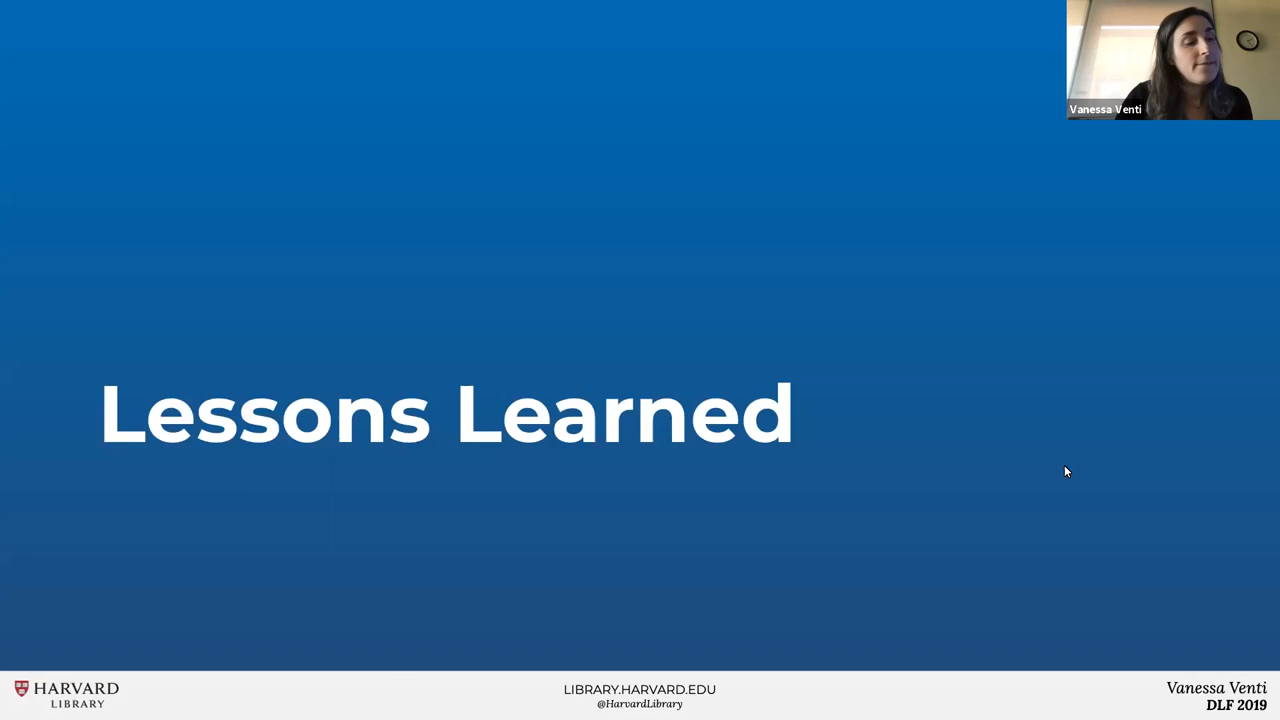 Vanessa Venti
Lessons Learned
HARVARD
LIBRARY
LIBRARY.HARVARD.EDU
@HarvardLibrary
Vanessa Venti
DLF 2019